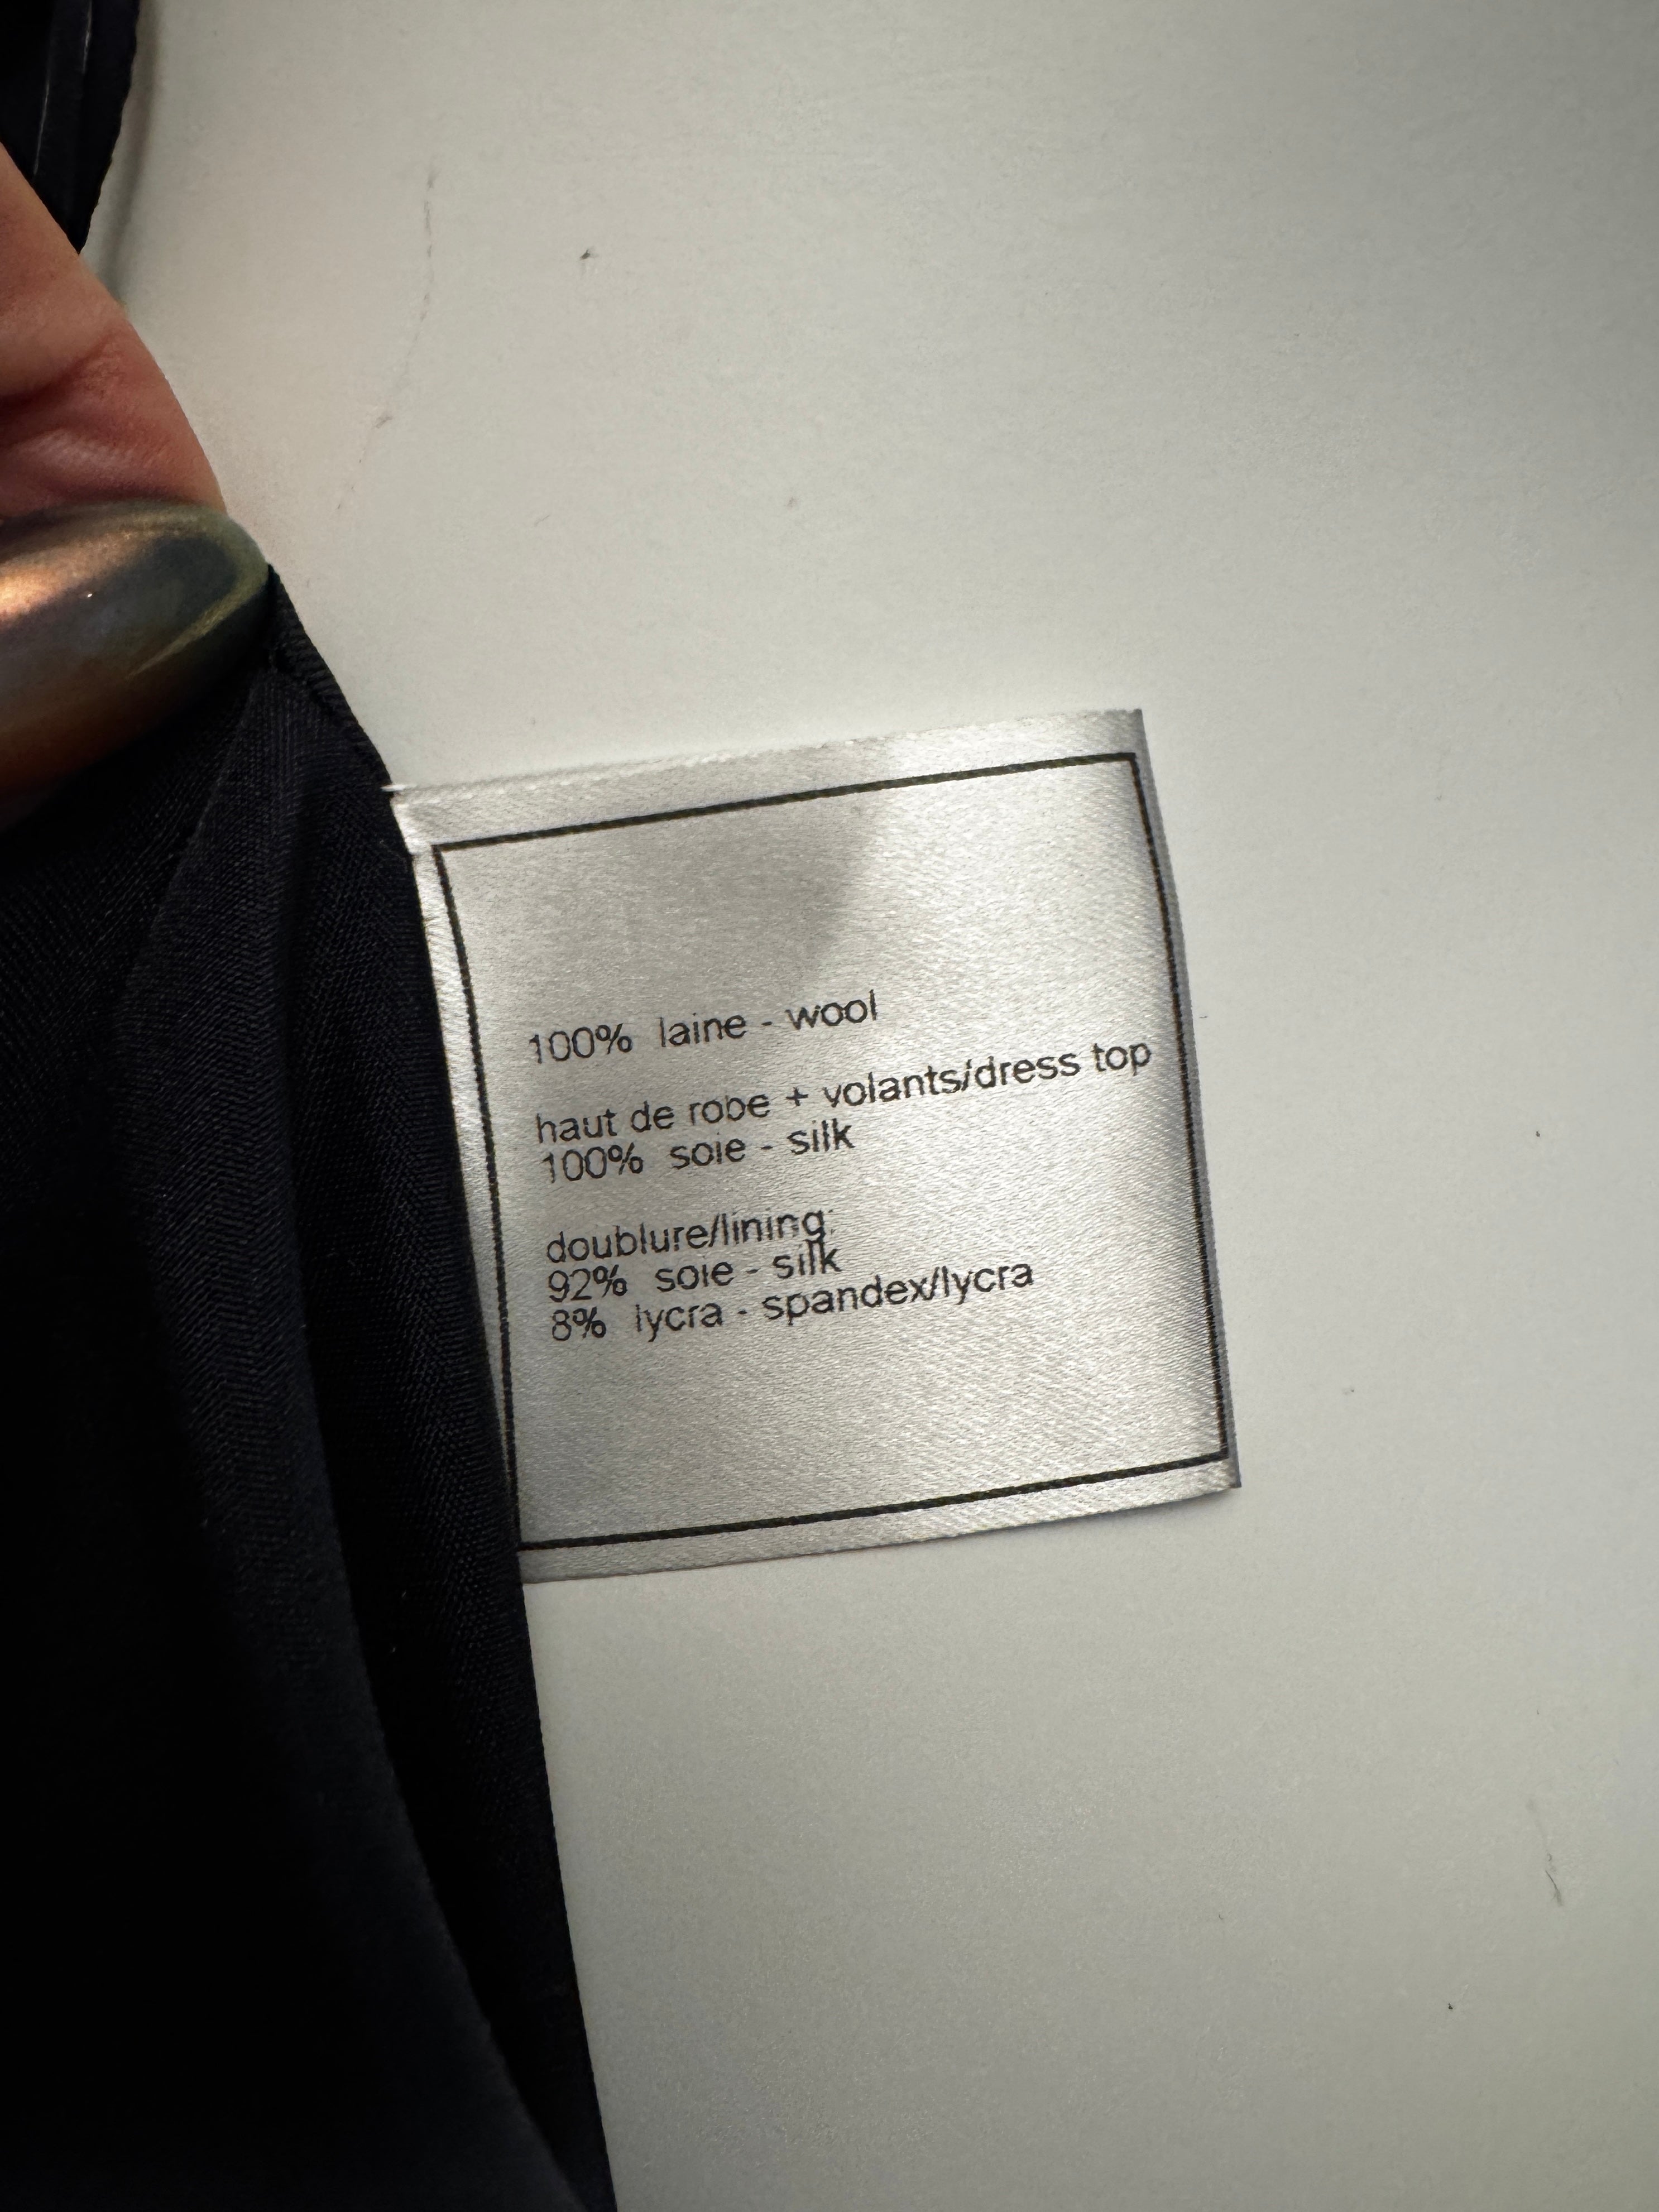 100% laine - wool
haut de robe + volants/dress top
100% soie - silk
doublure/lining:
92% soie - silk
8% lycra - spandex/lycra